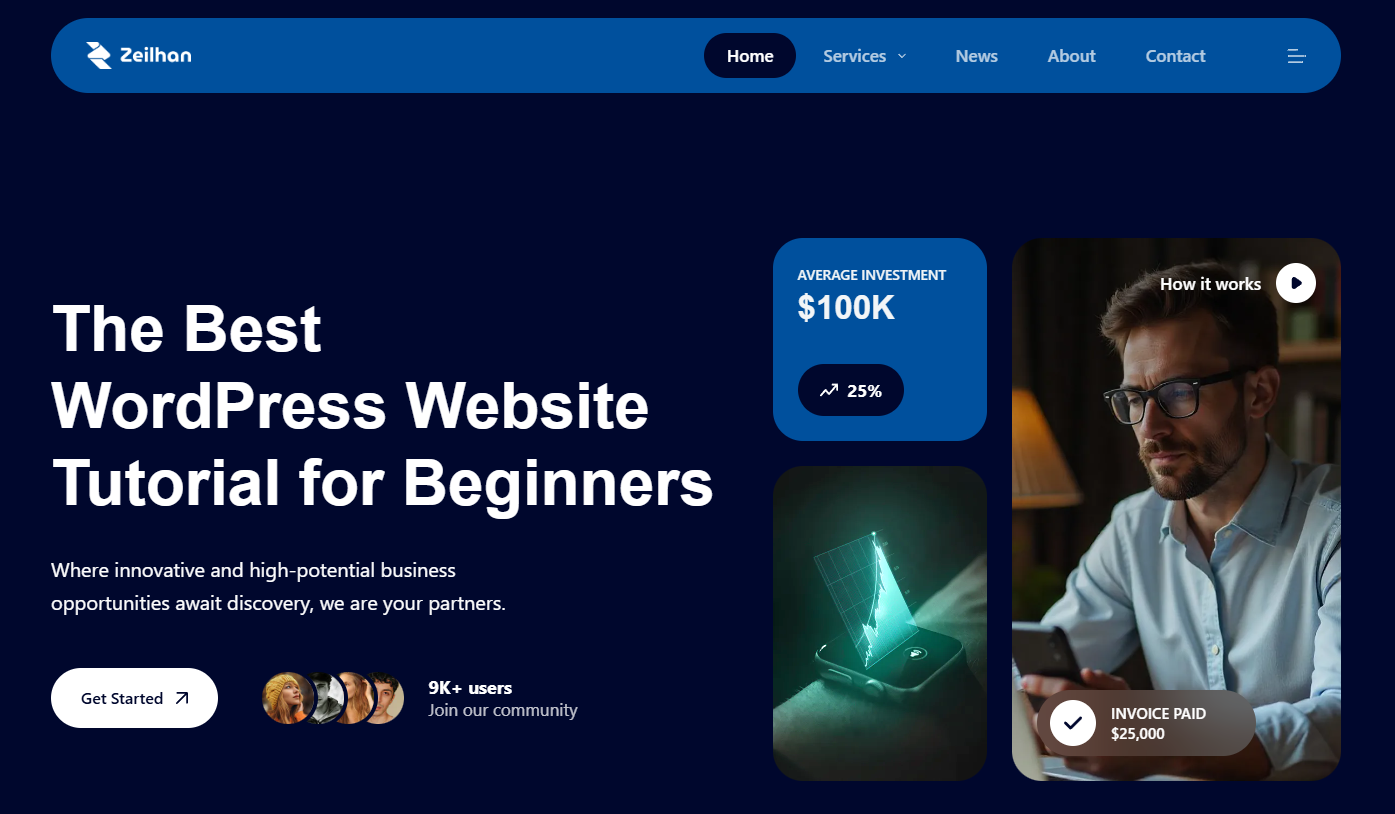 Zeilhan
Home
Services
News
About
Contact
The Best
WordPress Website
Tutorial for Beginners
Where innovative and high-potential business
opportunities await discovery, we are your partners.
Get Started
9K+ users
Join our community
AVERAGE INVESTMENT
$100K
25%
How it works
INVOICE PAID
$25,000